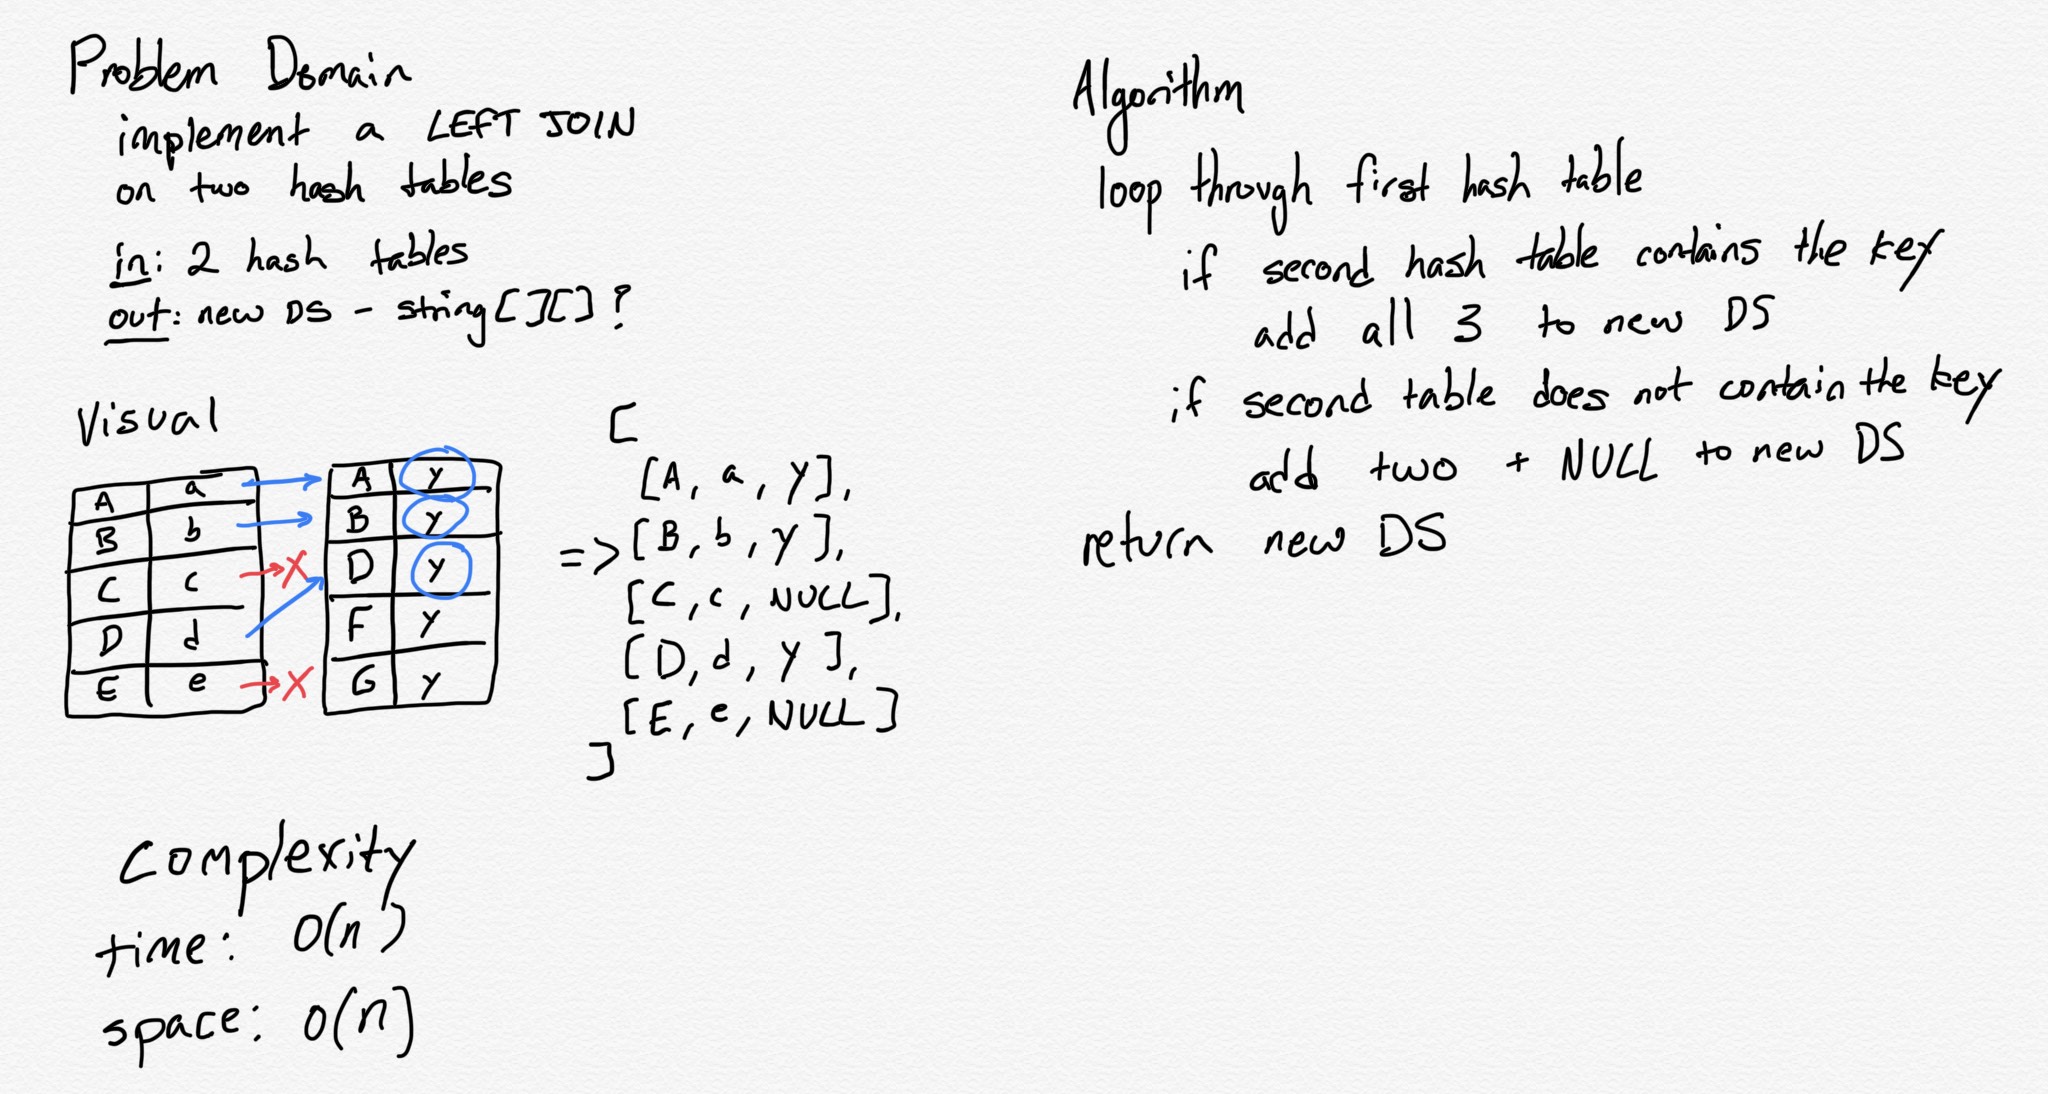 Problem Domain
implement a LEFT JOIN
on two hash tables
in: 2 hash tables
out: new DS - string[][]?
Visual
A a
B b
C c
D d
E e
X
X
A y
B y
D y
F y
G y
=>
[
[A, a, y],
[B, b, y],
[C, c, NULL],
[D, d, y],
[E, e, NULL]
]
Complexity
time: O(n)
space: O(n]
Algorithm
loop through first hash table
if second hash table contains the key
add all 3 to new DS
if second table does not contain the key
add two + NULL to new DS
return new DS